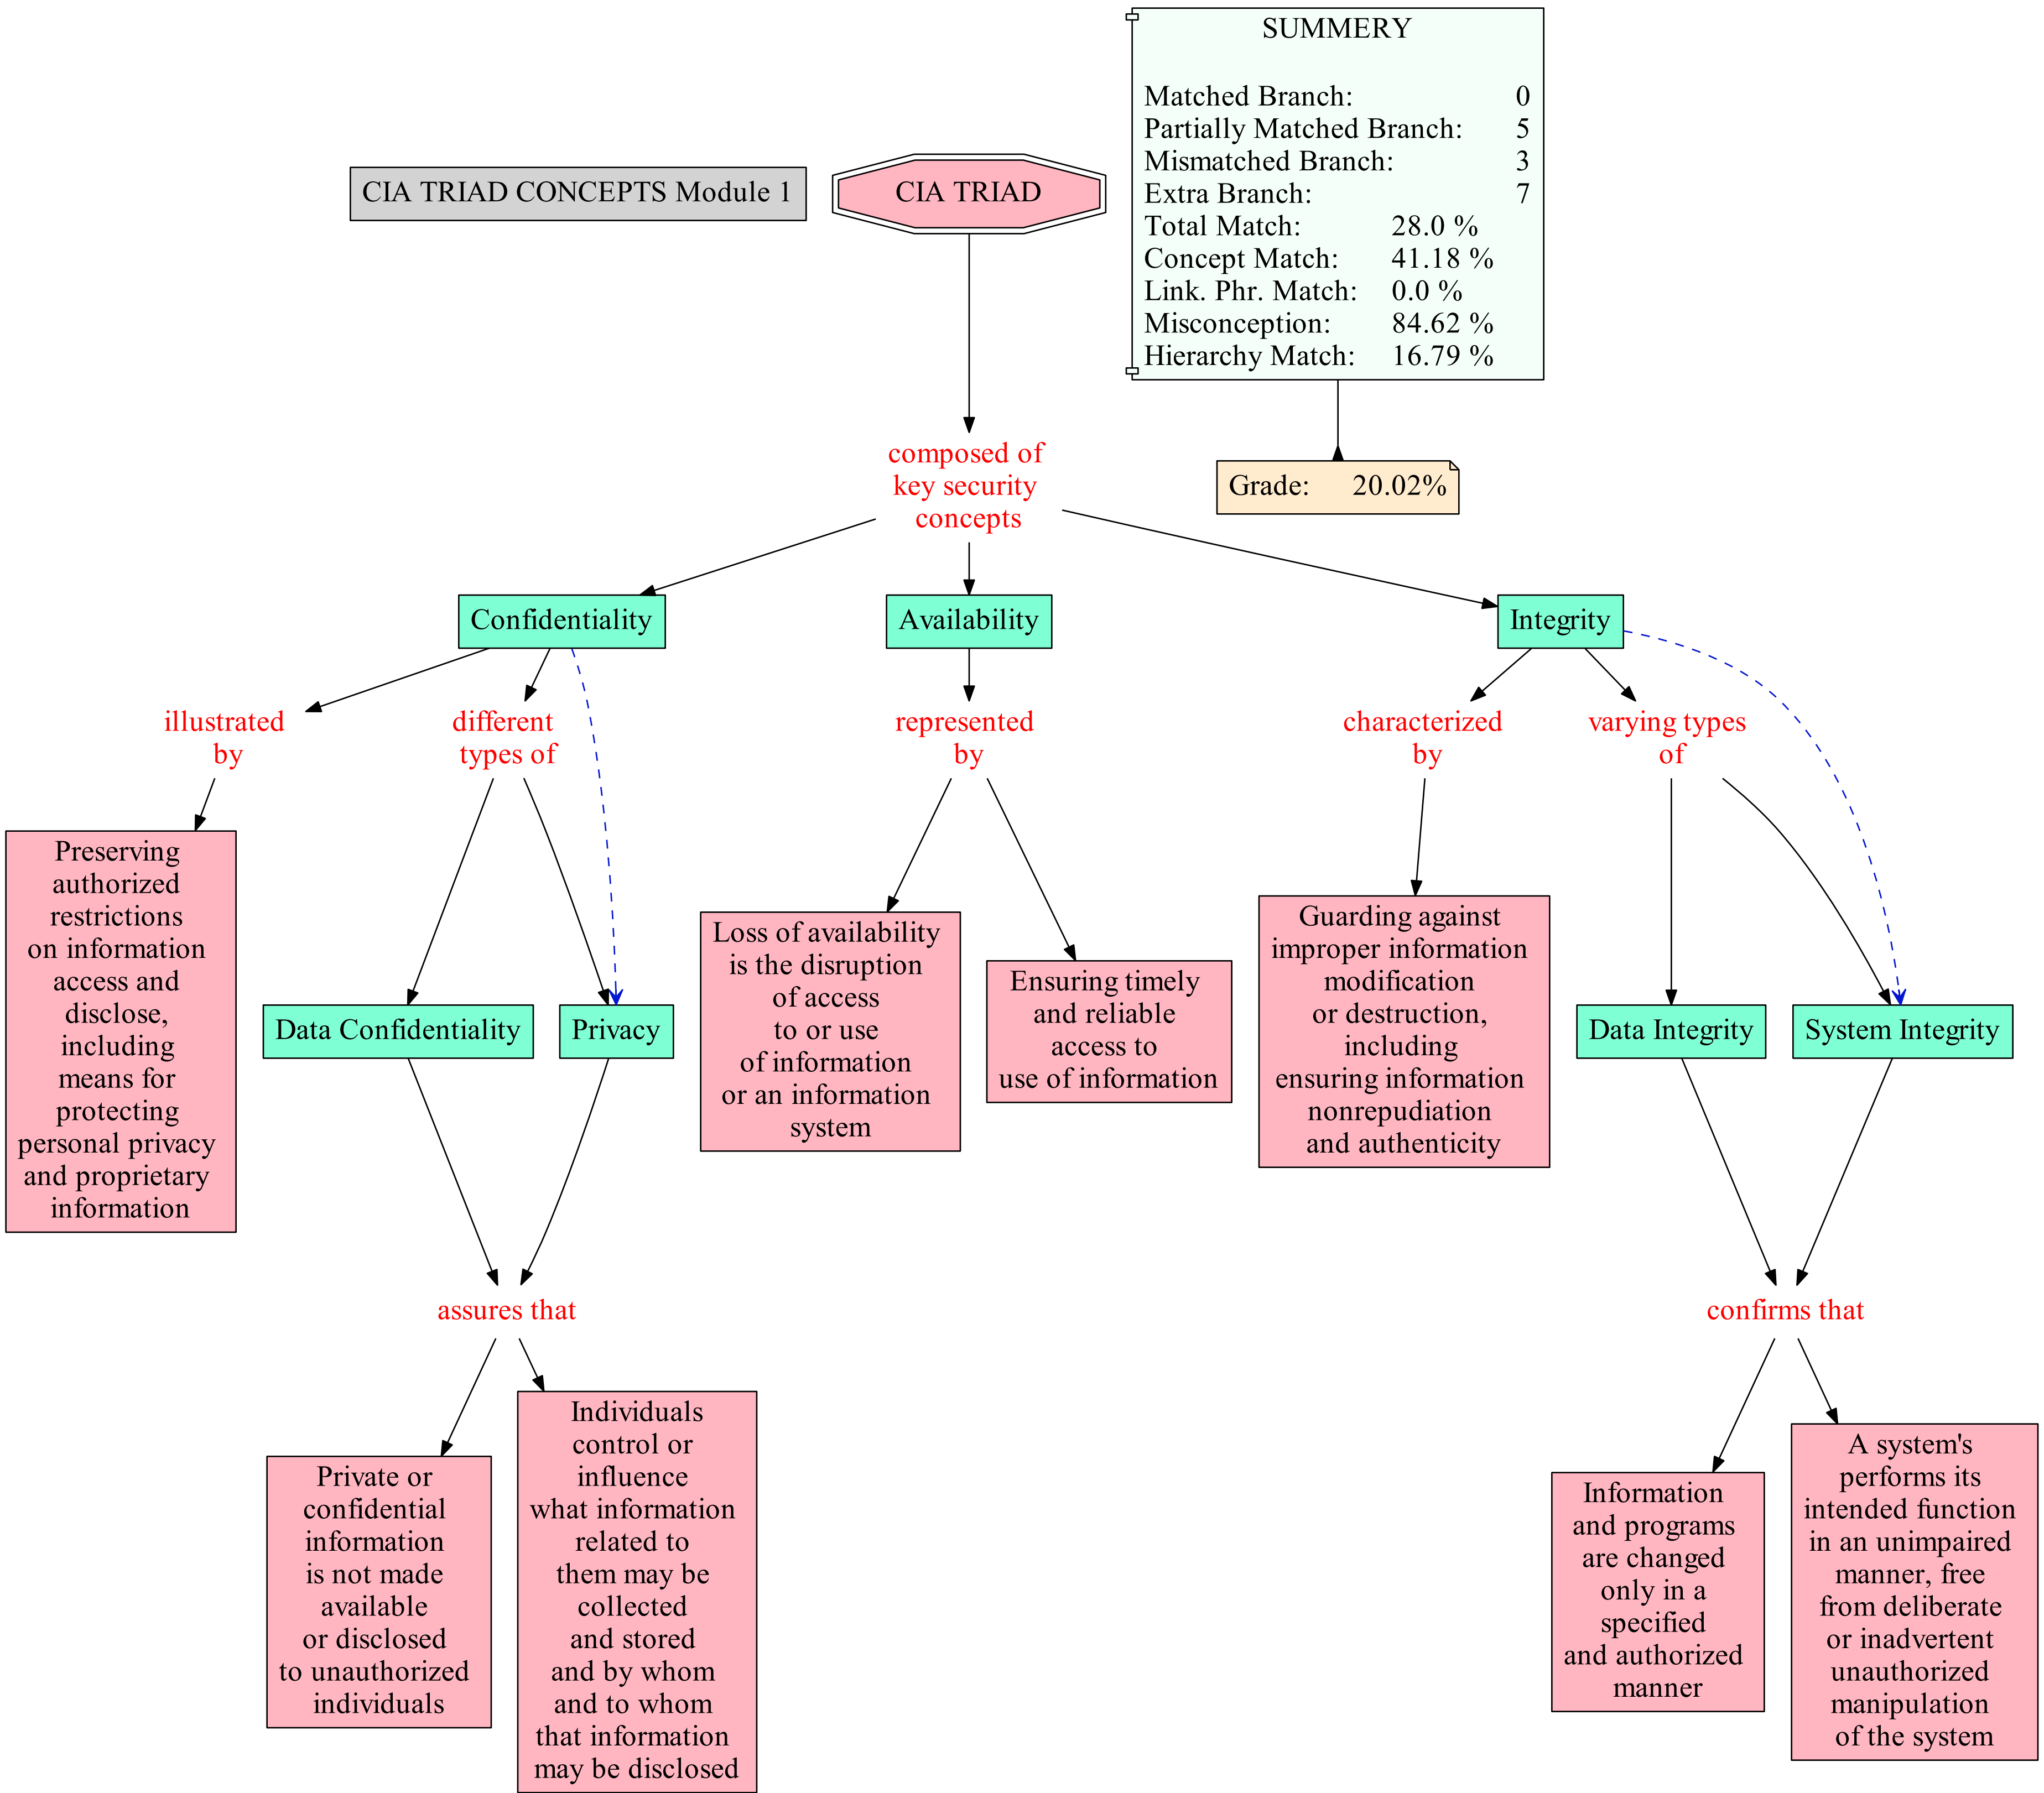 SUMMERY
Matched Branch: 0
Partially Matched Branch: 5
Mismatched Branch: 3
Extra Branch: 7
Total Match: 28.0 %
Concept Match: 41.18 %
Link. Phr. Match: 0.0 %
Misconception: 84.62 %
Hierarchy Match: 16.79 %
CIA TRIAD CONCEPTS Module 1
CIA TRIAD
Grade: 20.02%
composed of
key security
concepts
Confidentiality
Availability
Integrity
illustrated
by
different
types of
represented
by
characterized
by
varying types
of
Preserving
authorized
restrictions
on information
access and
disclose,
including
means for
protecting
personal privacy
and proprietary
information
Data Confidentiality
Privacy
Loss of availability
is the disruption
of access
to or use
of information
or an information
system
Ensuring timely
and reliable
access to
use of information
Guarding against
improper information
modification
or destruction,
including
ensuring information
nonrepudiation
and authenticity
Data Integrity
System Integrity
assures that
confirms that
Private or
confidential
information
is not made
available
or disclosed
to unauthorized
individuals
Individuals
control or
influence
what information
related to
them may be
collected
and stored
and by whom
and to whom
that information
may be disclosed
Information
and programs
are changed
only in a
specified
and authorized
manner
A system's
performs its
intended function
in an unimpaired
manner, free
from deliberate
or inadvertent
unauthorized
manipulation
of the system